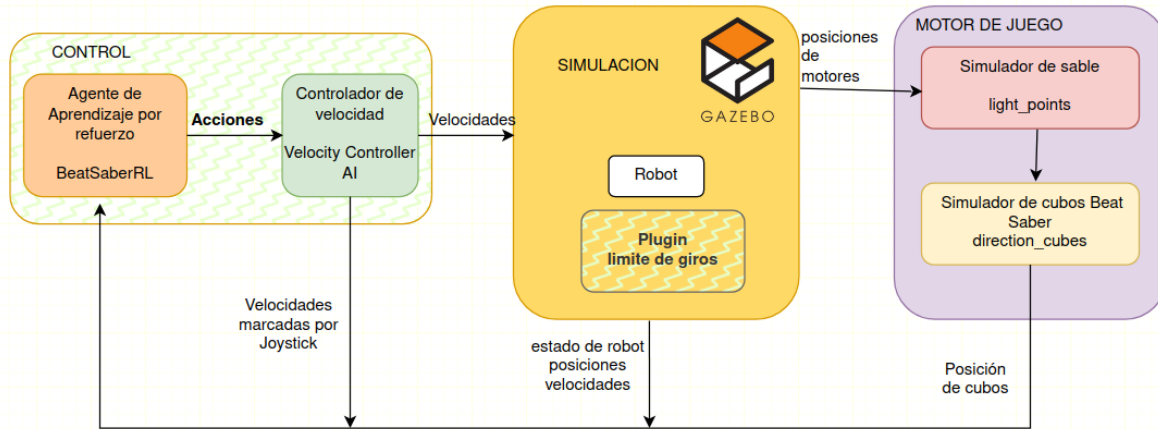 CONTROL
Agente de
Aprendizaje por
refuerzo
BeatSaberRL
Acciones
Controlador de
velocidad
Velocity Controller
AI
Velocidades
SIMULACION
GAZEBO
Robot
Plugin
limite de giros
posiciones
de
motores
MOTOR DE JUEGO
Simulador de sable
light_points
Simulador de cubos Beat
Saber
direction_cubes
Velocidades
marcadas por
Joystick
estado de robot
posiciones
velocidades
Posición
de cubos